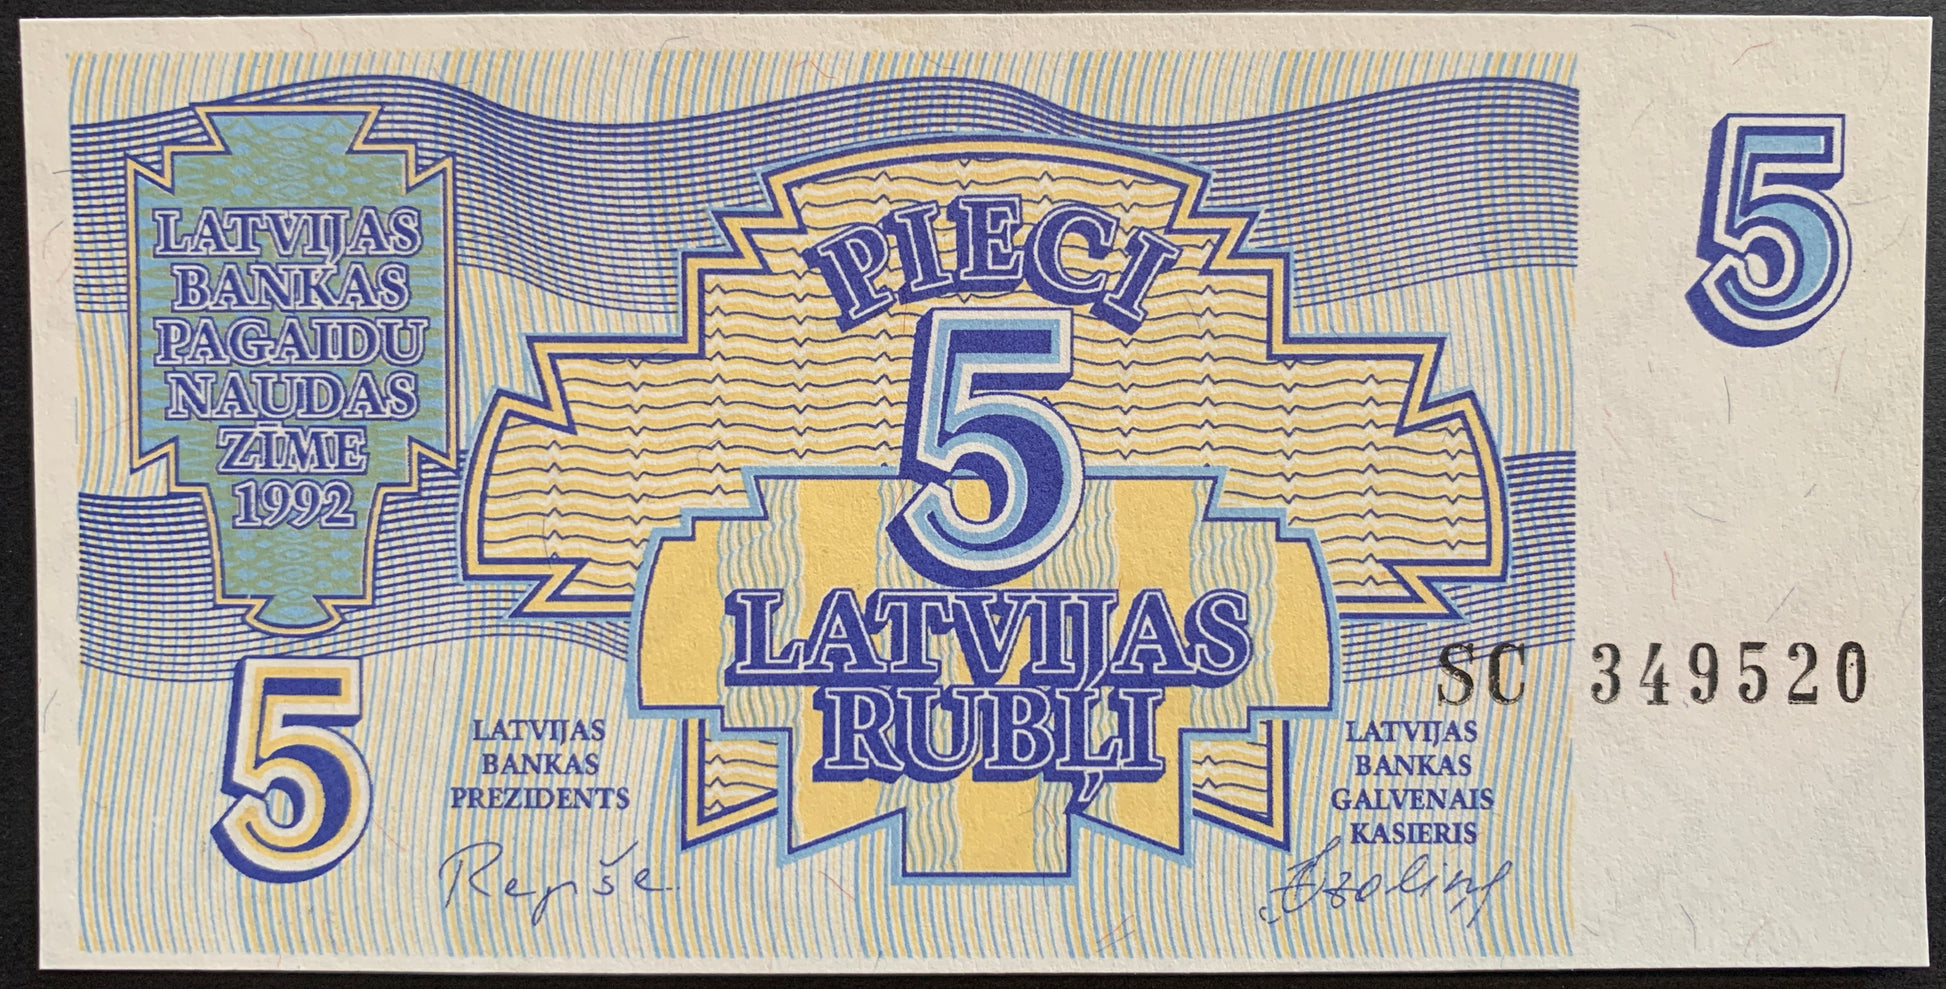 LATVIJAS
BANKAS
PAGAIDU
NAUDAS
ZĪME
1992
PIECI
5
LATVIJAS
RUBĻI
5
SC 349520
5
LATVIJAS
BANKAS
PREZIDENTS
Repše
LATVIJAS
BANKAS
GALVENAIS
KASIERIS